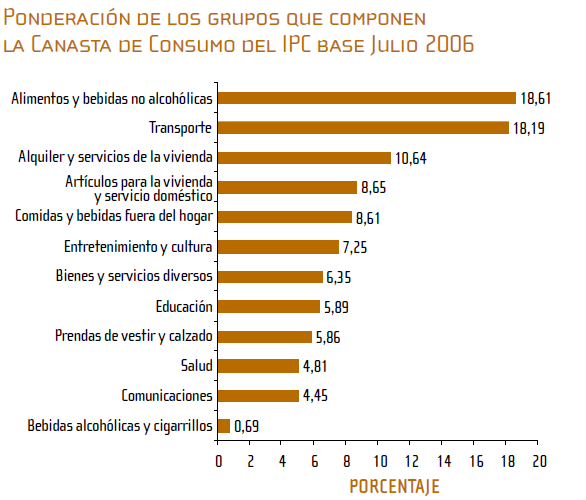 Ponderación de los grupos que componen
la Canasta de Consumo del IPC base Julio 2006
Alimentos y bebidas no alcohólicas 18,61
Transporte 18,19
Alquiler y servicios de la vivienda 10,64
Artículos para la vivienda
y servicio doméstico 8,65
Comidas y bebidas fuera del hogar 8,61
Entretenimiento y cultura 7,25
Bienes y servicios diversos 6,35
Educación 5,89
Prendas de vestir y calzado 5,86
Salud 4,81
Comunicaciones 4,45
Bebidas alcohólicas y cigarrillos 0,69
0 2 4 6 8 10 12 14 16 18 20
PORCENTAJE